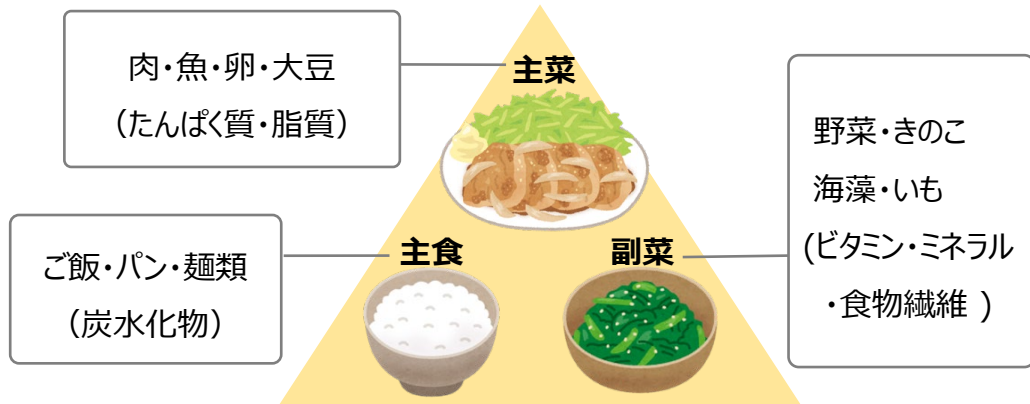 肉・魚・卵・大豆
（たんぱく質・脂質）
主菜
野菜・きのこ
海藻・いも
(ビタミン・ミネラル
・食物繊維 )
主食
ご飯・パン・麺類
（炭水化物）
副菜